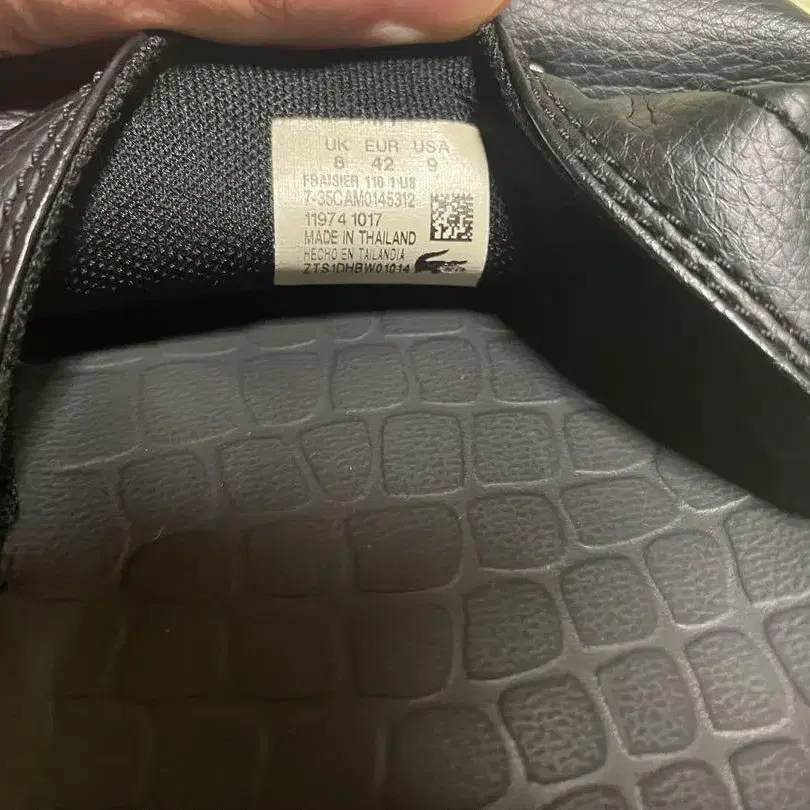 UK EUR USA
8 42 9
FRAISIER 118 1 US
7-35CAM0145312
11974 1017
MADE IN THAILAND
HECHO EN TAILANDIA
ZTS1DHBW01014